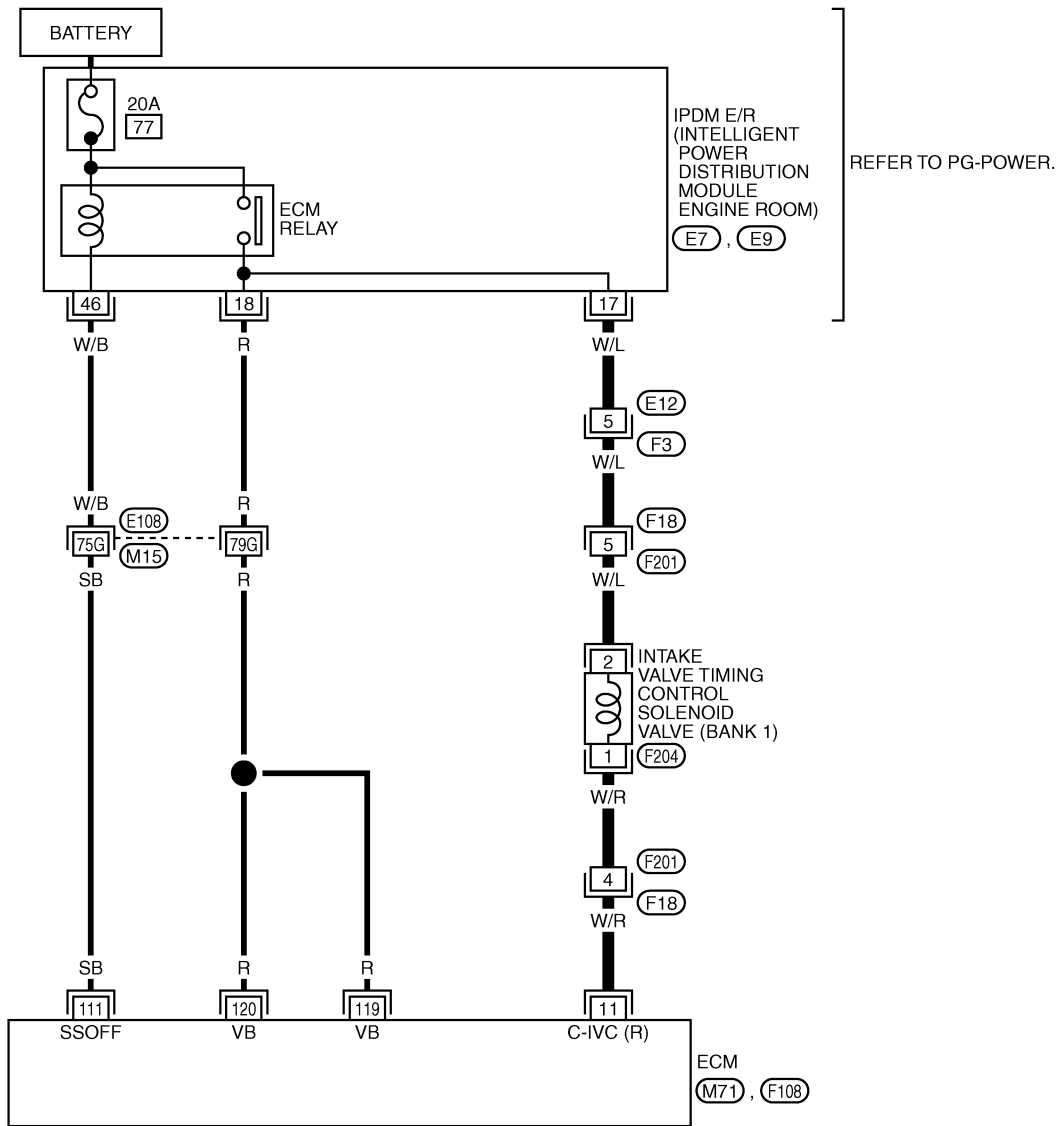 BATTERY
20A
77
IPDM E/R
(INTELLIGENT
POWER
DISTRIBUTION
MODULE
ENGINE ROOM)
E7 , E9
REFER TO PG-POWER.
ECM
RELAY
46 18 17
W/B R W/L
E12
5
F3
W/L
W/B R
E108 F18
75G 79G 5
M15 F201
SB R W/L
2
INTAKE
VALVE TIMING
CONTROL
SOLENOID
VALVE (BANK 1)
1 F204
W/R
F201
4
F18
W/R
SB R R
111 120 119 11
SSOFF VB VB C-IVC (R)
ECM
M71 , F108